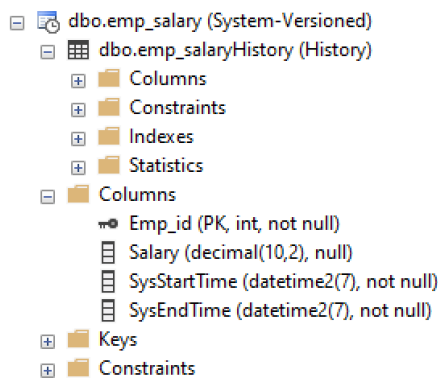 dbo.emp_salary (System-Versioned)
dbo.emp_salaryHistory (History)
Columns
Constraints
Indexes
Statistics
Columns
Emp_id (PK, int, not null)
Salary (decimal(10,2), null)
SysStartTime (datetime2(7), not null)
SysEndTime (datetime2(7), not null)
Keys
Constraints